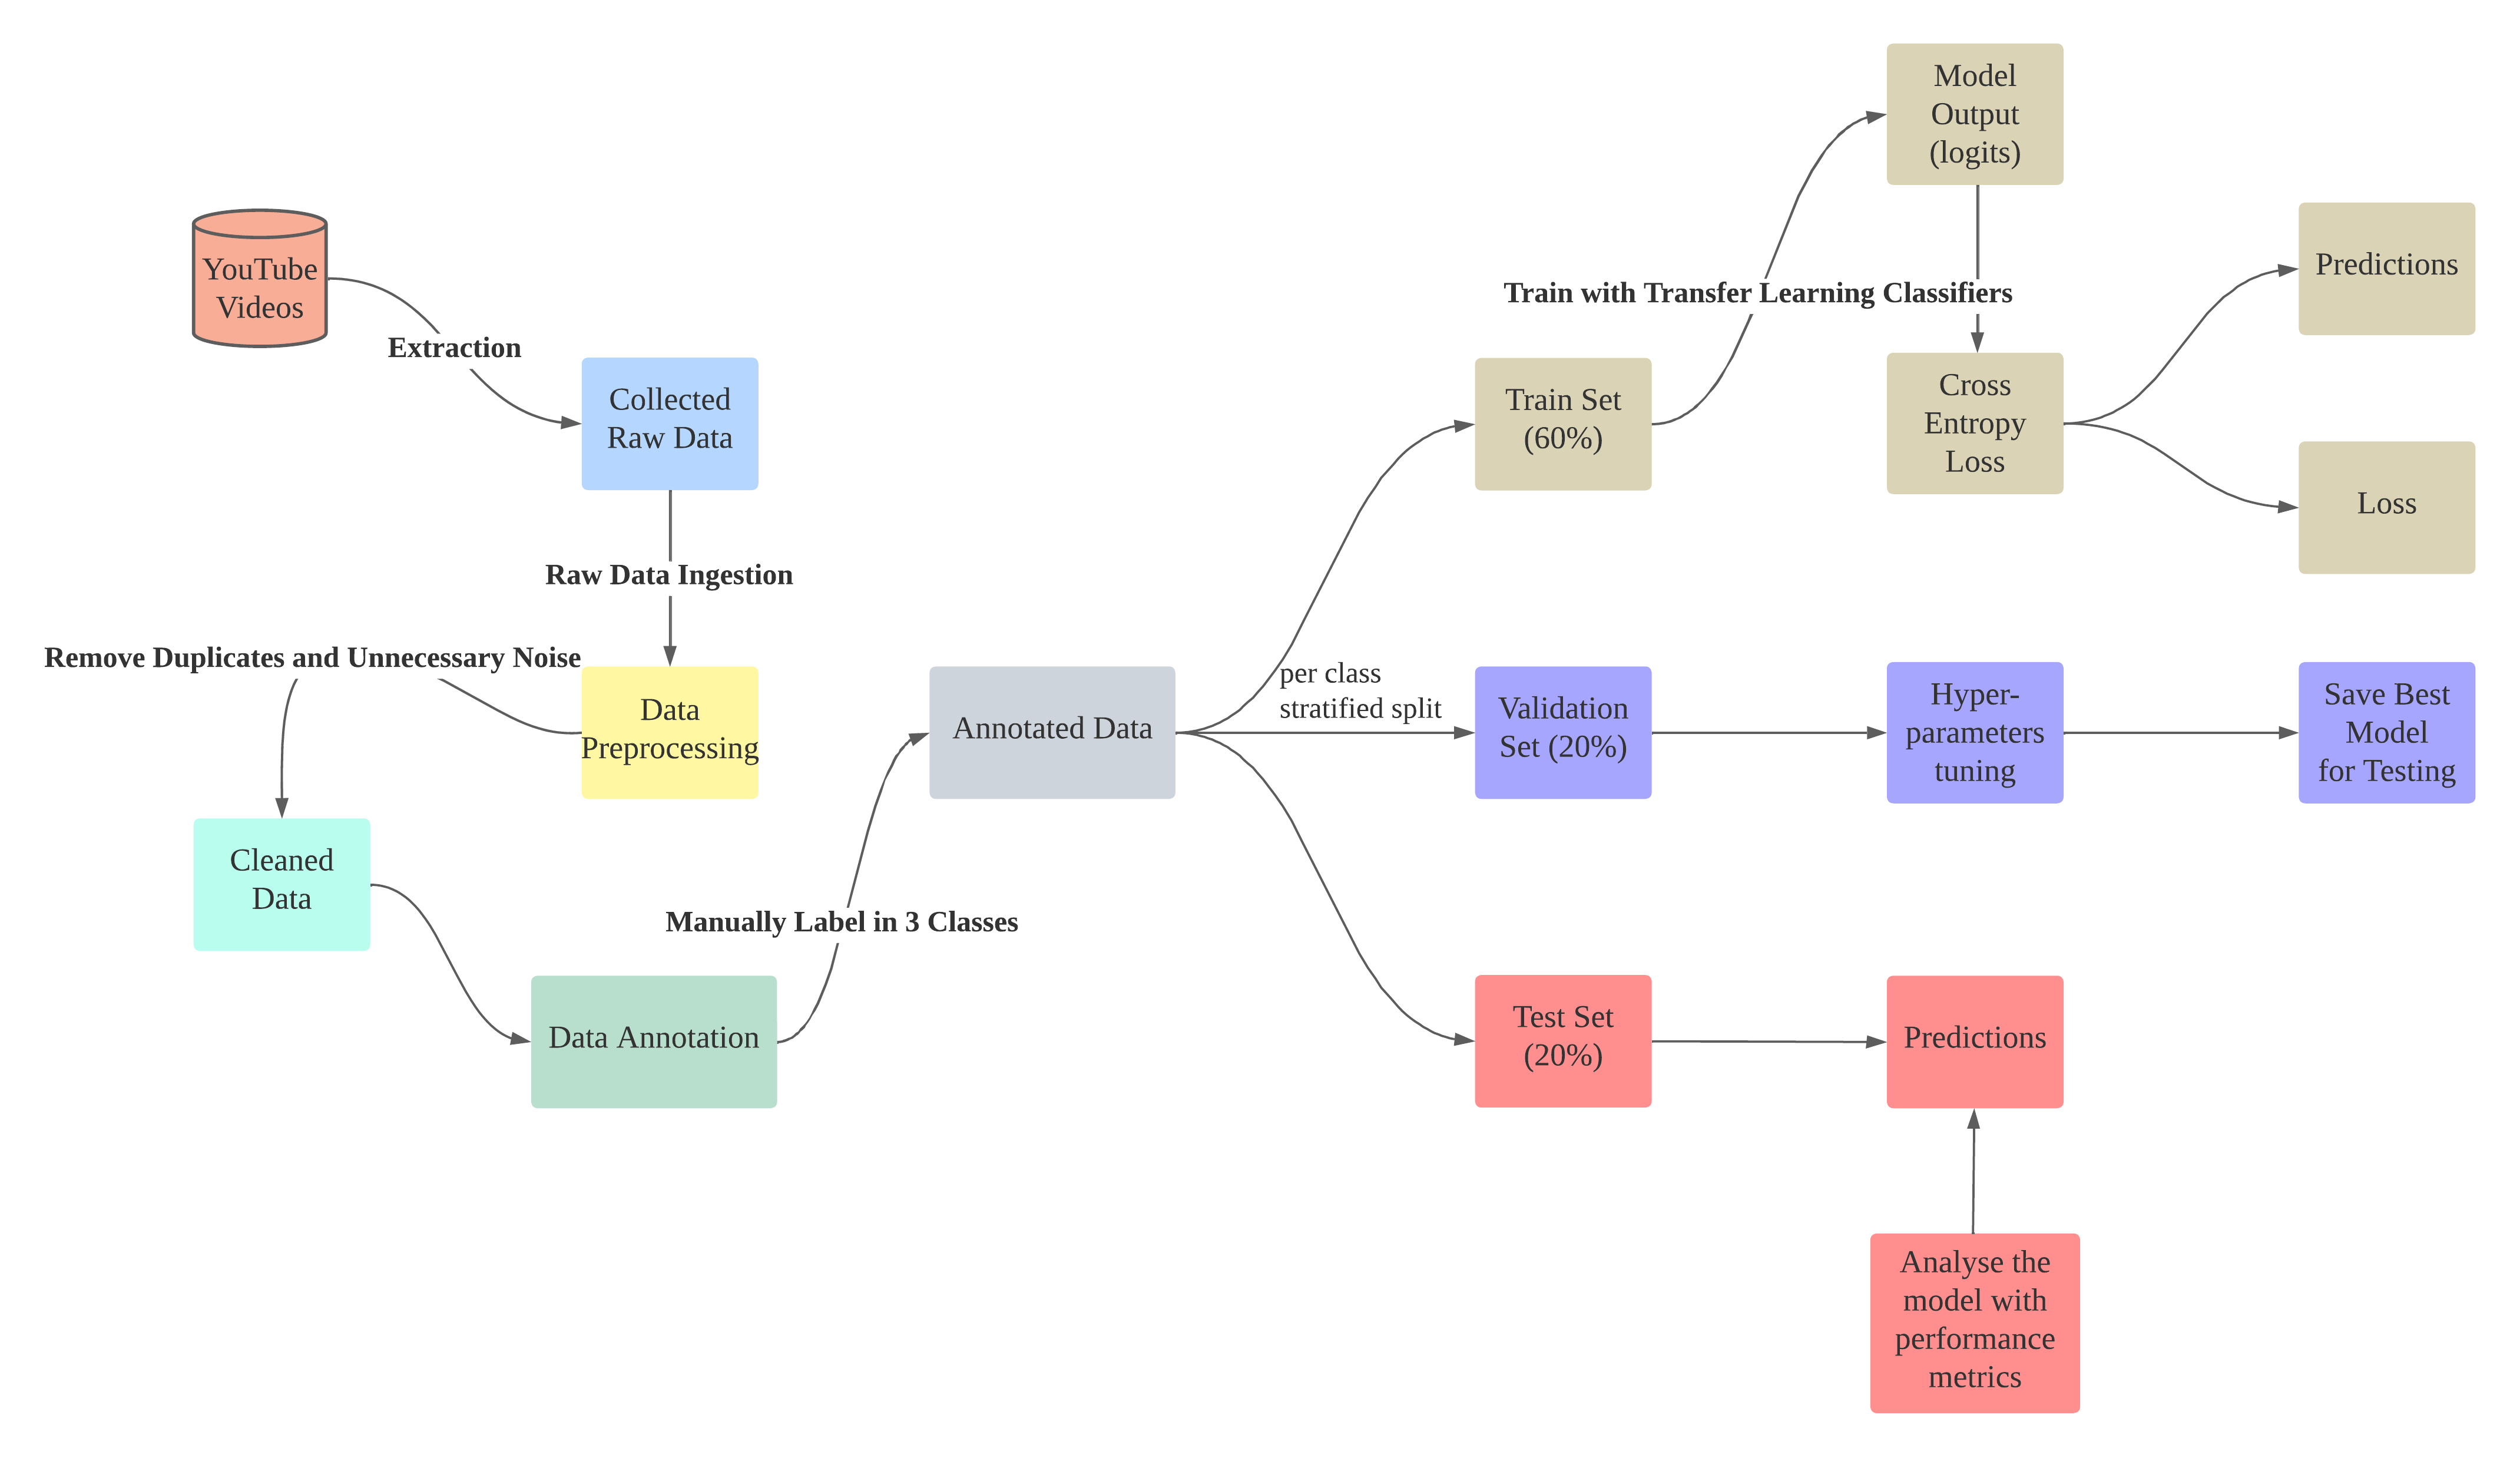 YouTube
Videos
Extraction
Collected
Raw Data
Raw Data Ingestion
Data
Preprocessing
Remove Duplicates and Unnecessary Noise
Cleaned
Data
Data Annotation
Manually Label in 3 Classes
Annotated Data
per class
stratified split
Train Set
(60%)
Train with Transfer Learning Classifiers
Model
Output
(logits)
Cross
Entropy
Loss
Predictions
Loss
Validation
Set (20%)
Hyper-
parameters
tuning
Save Best
Model
for Testing
Test Set
(20%)
Predictions
Analyse the
model with
performance
metrics